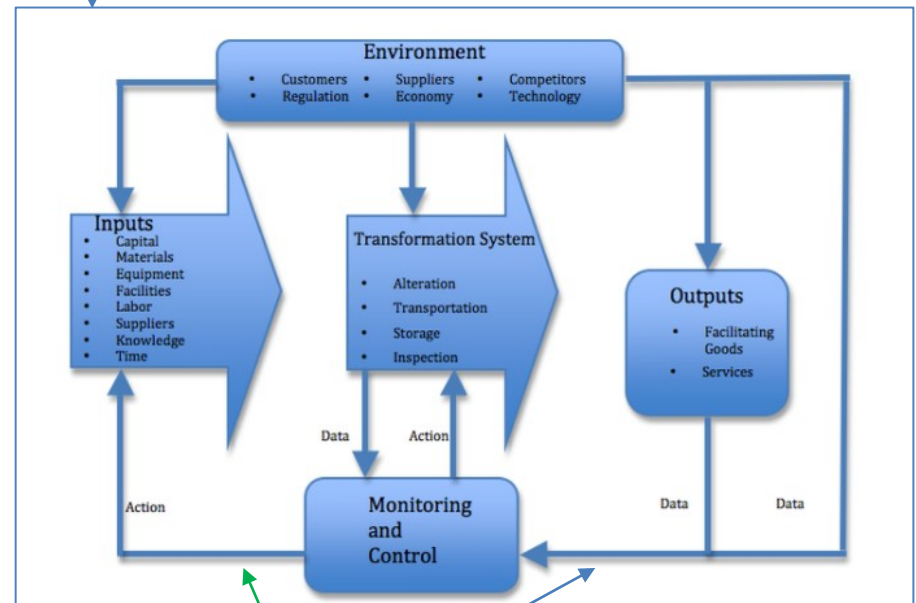 Environment
• Customers • Suppliers • Competitors
• Regulation • Economy • Technology
Inputs
• Capital
• Materials
• Equipment
• Facilities
• Labor
• Suppliers
• Knowledge
• Time
Transformation System
• Alteration
• Transportation
• Storage
• Inspection
Outputs
• Facilitating
Goods
• Services
Data
Action
Action
Monitoring
and
Control
Data
Data